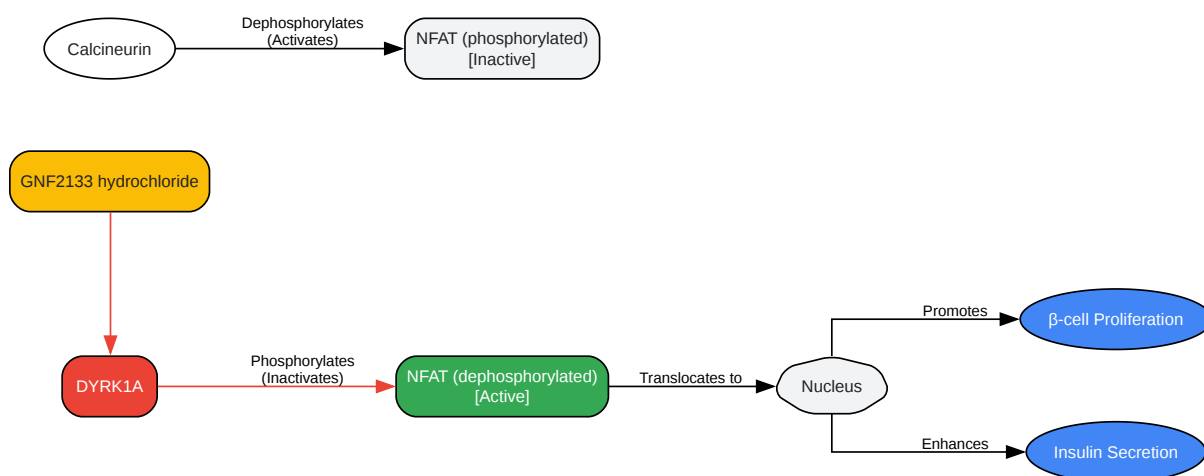 Calcineurin
Dephosphorylates
(Activates)
NFAT (phosphorylated)
[Inactive]
GNF2133 hydrochloride
DYRK1A
Phosphorylates
(Inactivates)
NFAT (dephosphorylated)
[Active]
Translocates to
Nucleus
Promotes
β-cell Proliferation
Enhances
Insulin Secretion